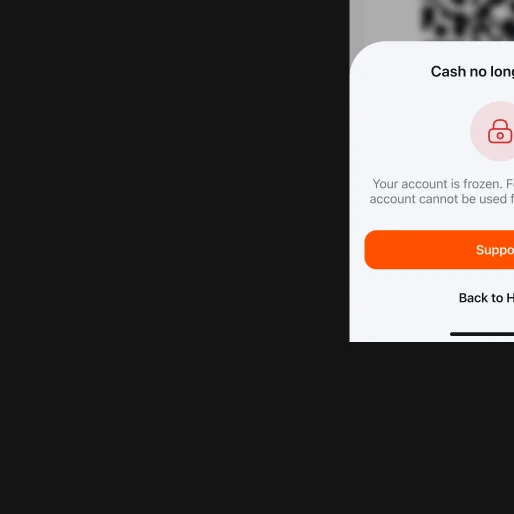 Cash no long
Your account is frozen. F
account cannot be used f
Suppo
Back to H